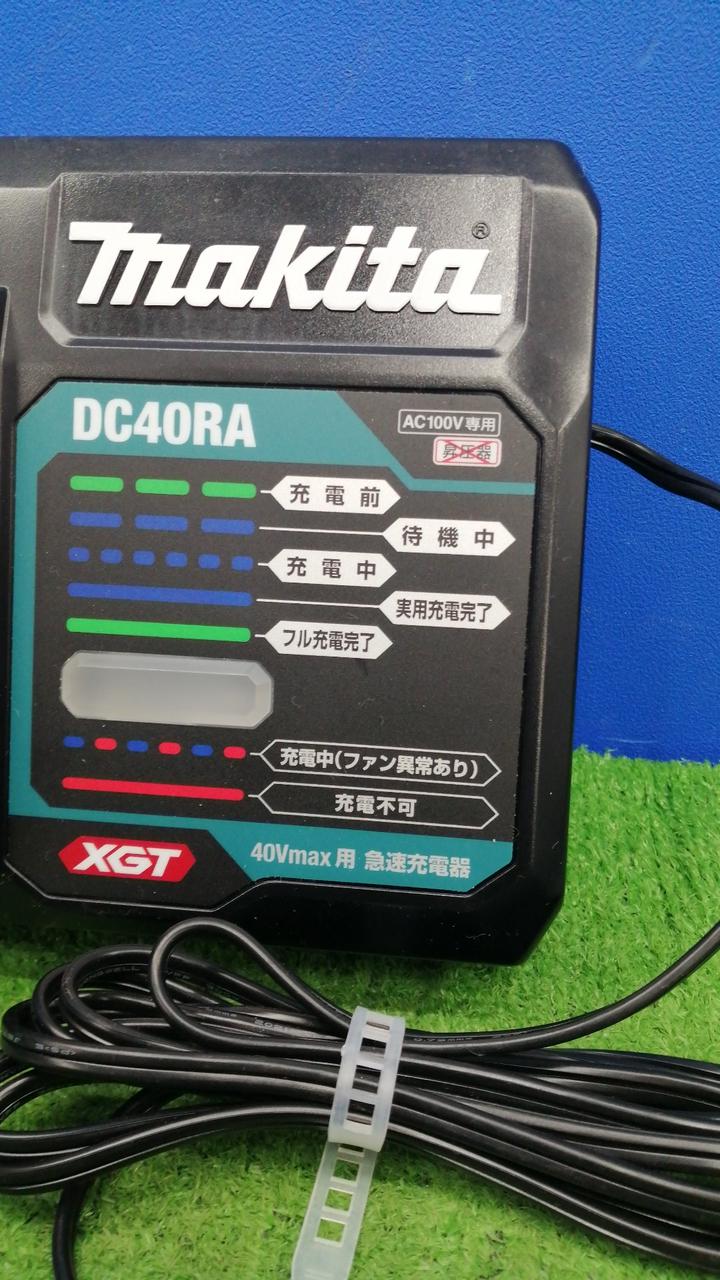 makita®
DC40RA
AC100V専用
昇圧器
充電前
待機中
充電中
実用充電完了
フル充電完了
充電中(ファン異常あり)
充電不可
XGT
40Vmax用 急速充電器